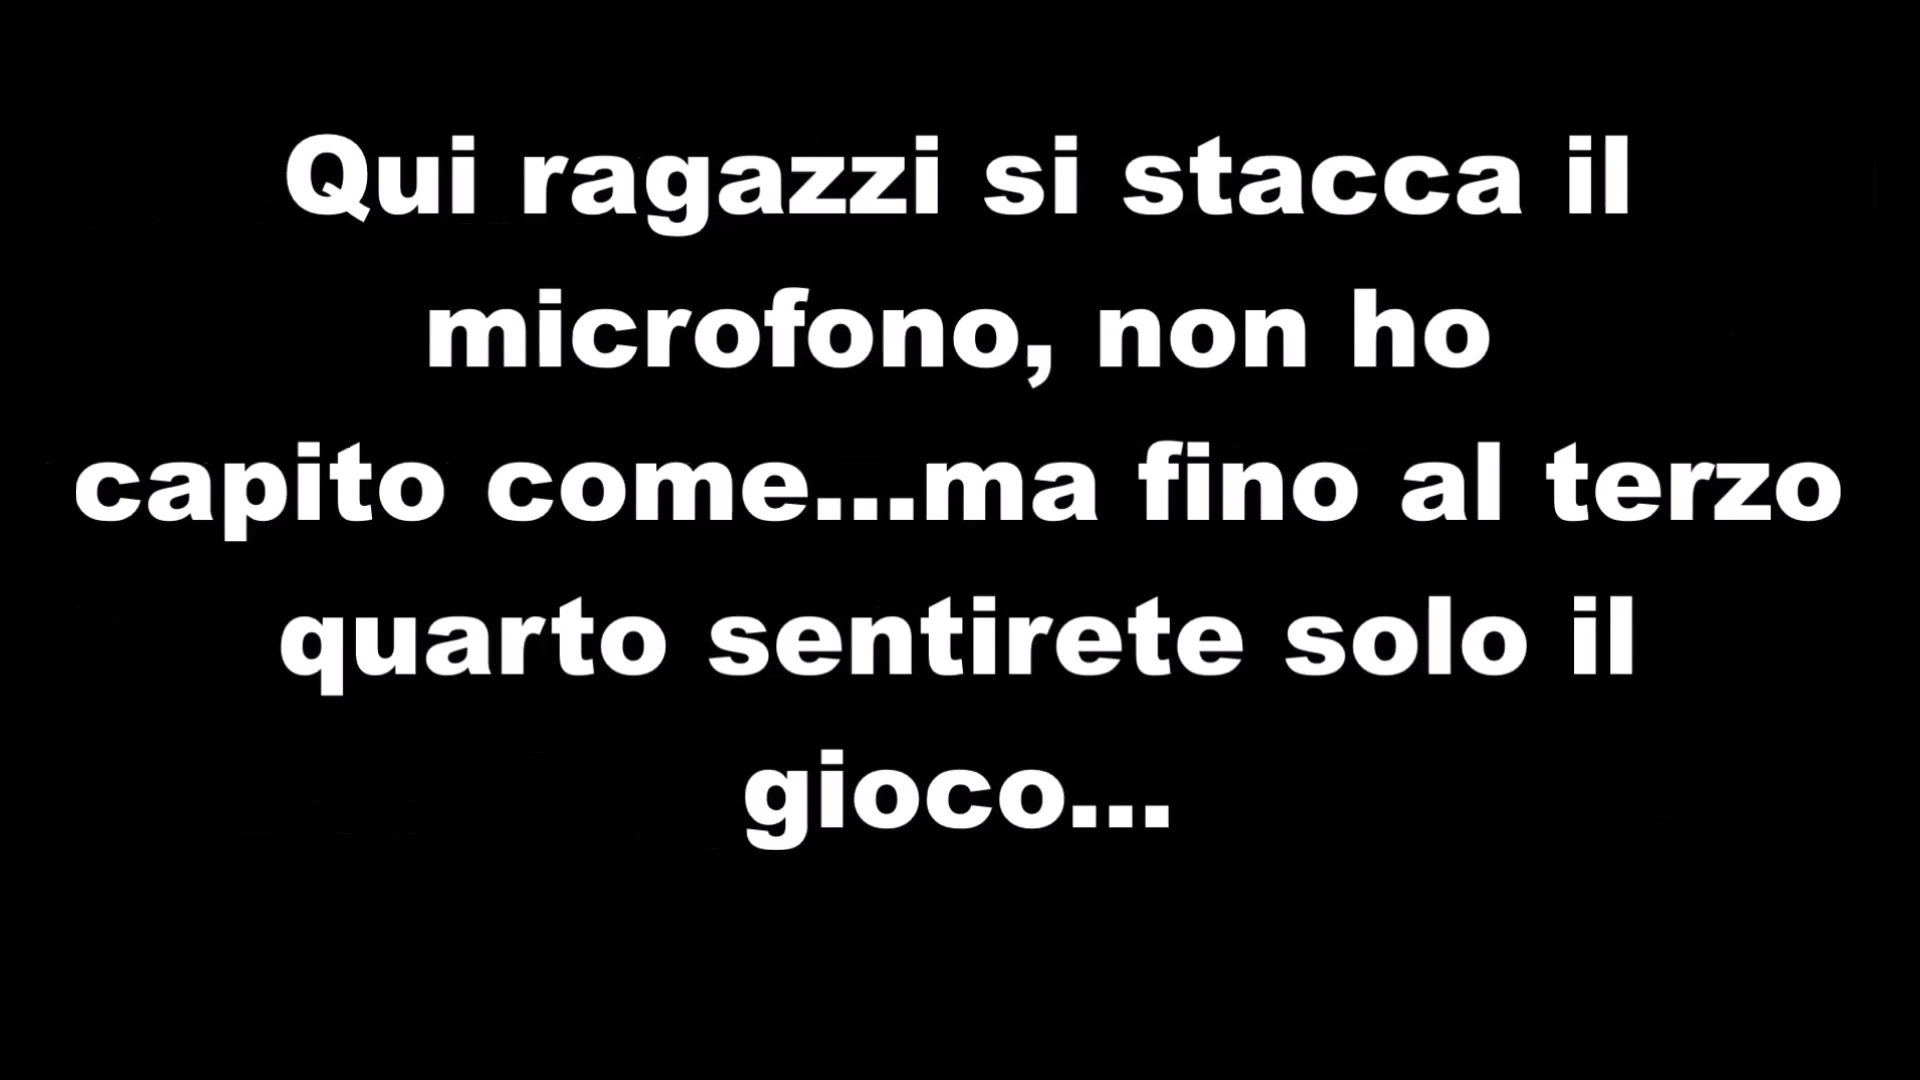 Qui ragazzi si stacca il
microfono, non ho
capito come...ma fino al terzo
quarto sentirete solo il
gioco...